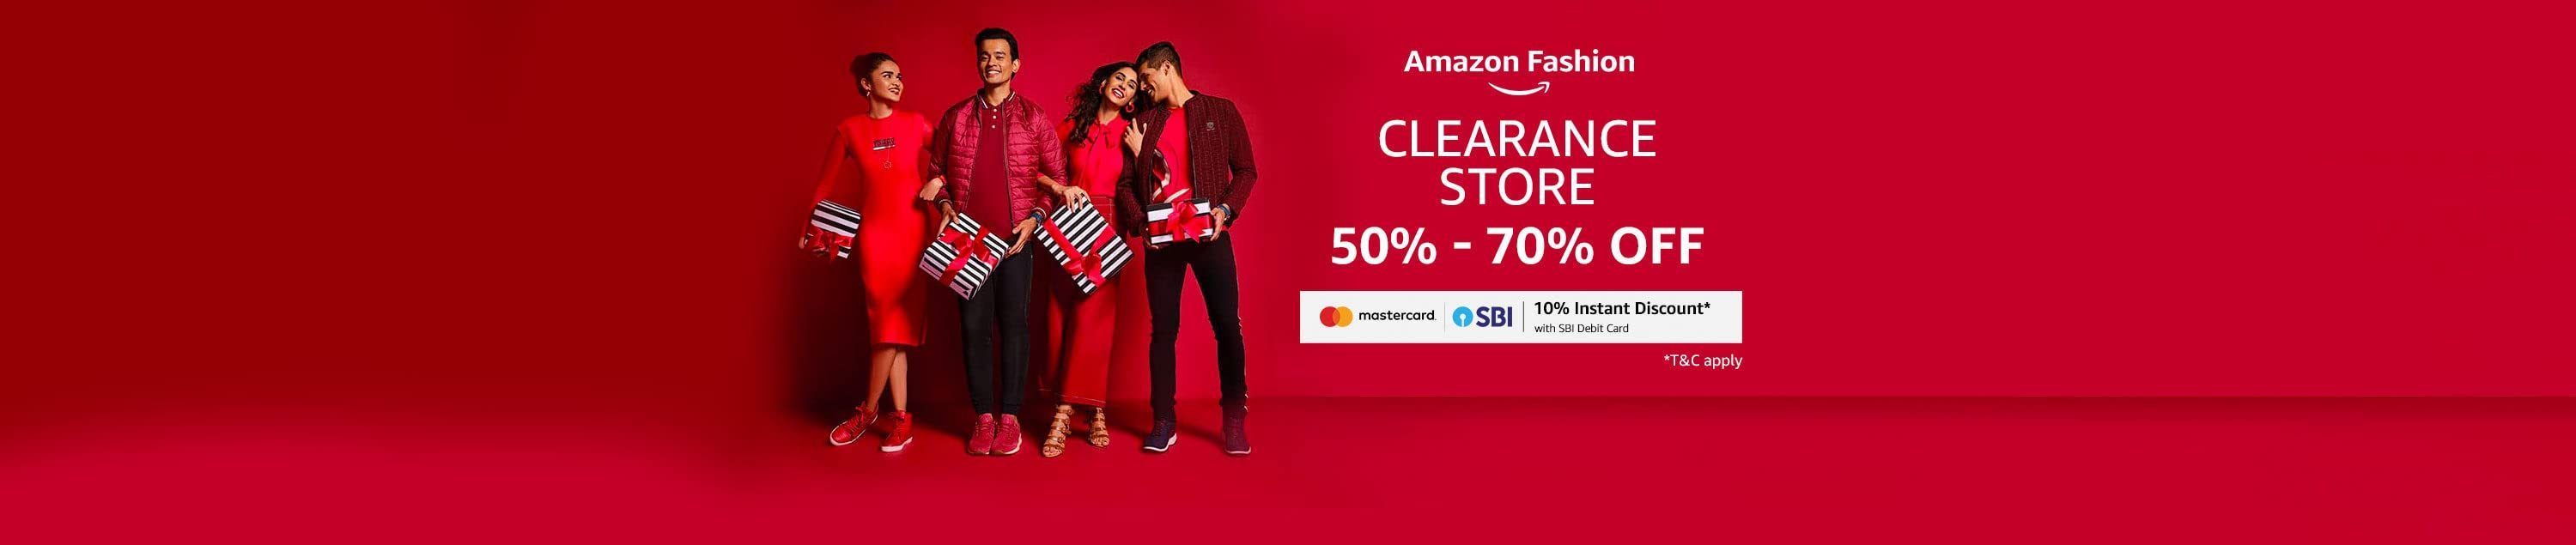 Amazon Fashion
CLEARANCE
STORE
50% - 70% OFF
mastercard. SBI 10% Instant Discount*
with SBI Debit Card
*T&C apply